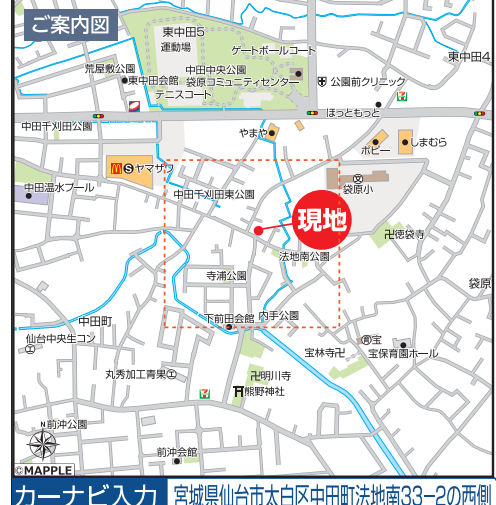 ご案内図
東中田5
運動場
ゲートボールコート
東中田4
荒屋敷公園
中田中央公園
東中田会館
袋原コミュニティセンター
テニスコート
公園前クリニック
ほっともっと
中田千刈田公園
やまや
ポピー
しまむら
ヤマザワ
袋原小
中田温水プール
中田千刈田東公園
現地
徳袋寺
法地南公園
寺浦公園
袋原
中田町
下前田会館
内手公園
仙台中央生コン
宝
宝林寺
宝保育園ホール
丸秀加工青果
明川寺
熊野神社
前沖公園
N
前沖会館
©MAPPLE
カーナビ入力
宮城県仙台市太白区中田町法地南33−2の西側